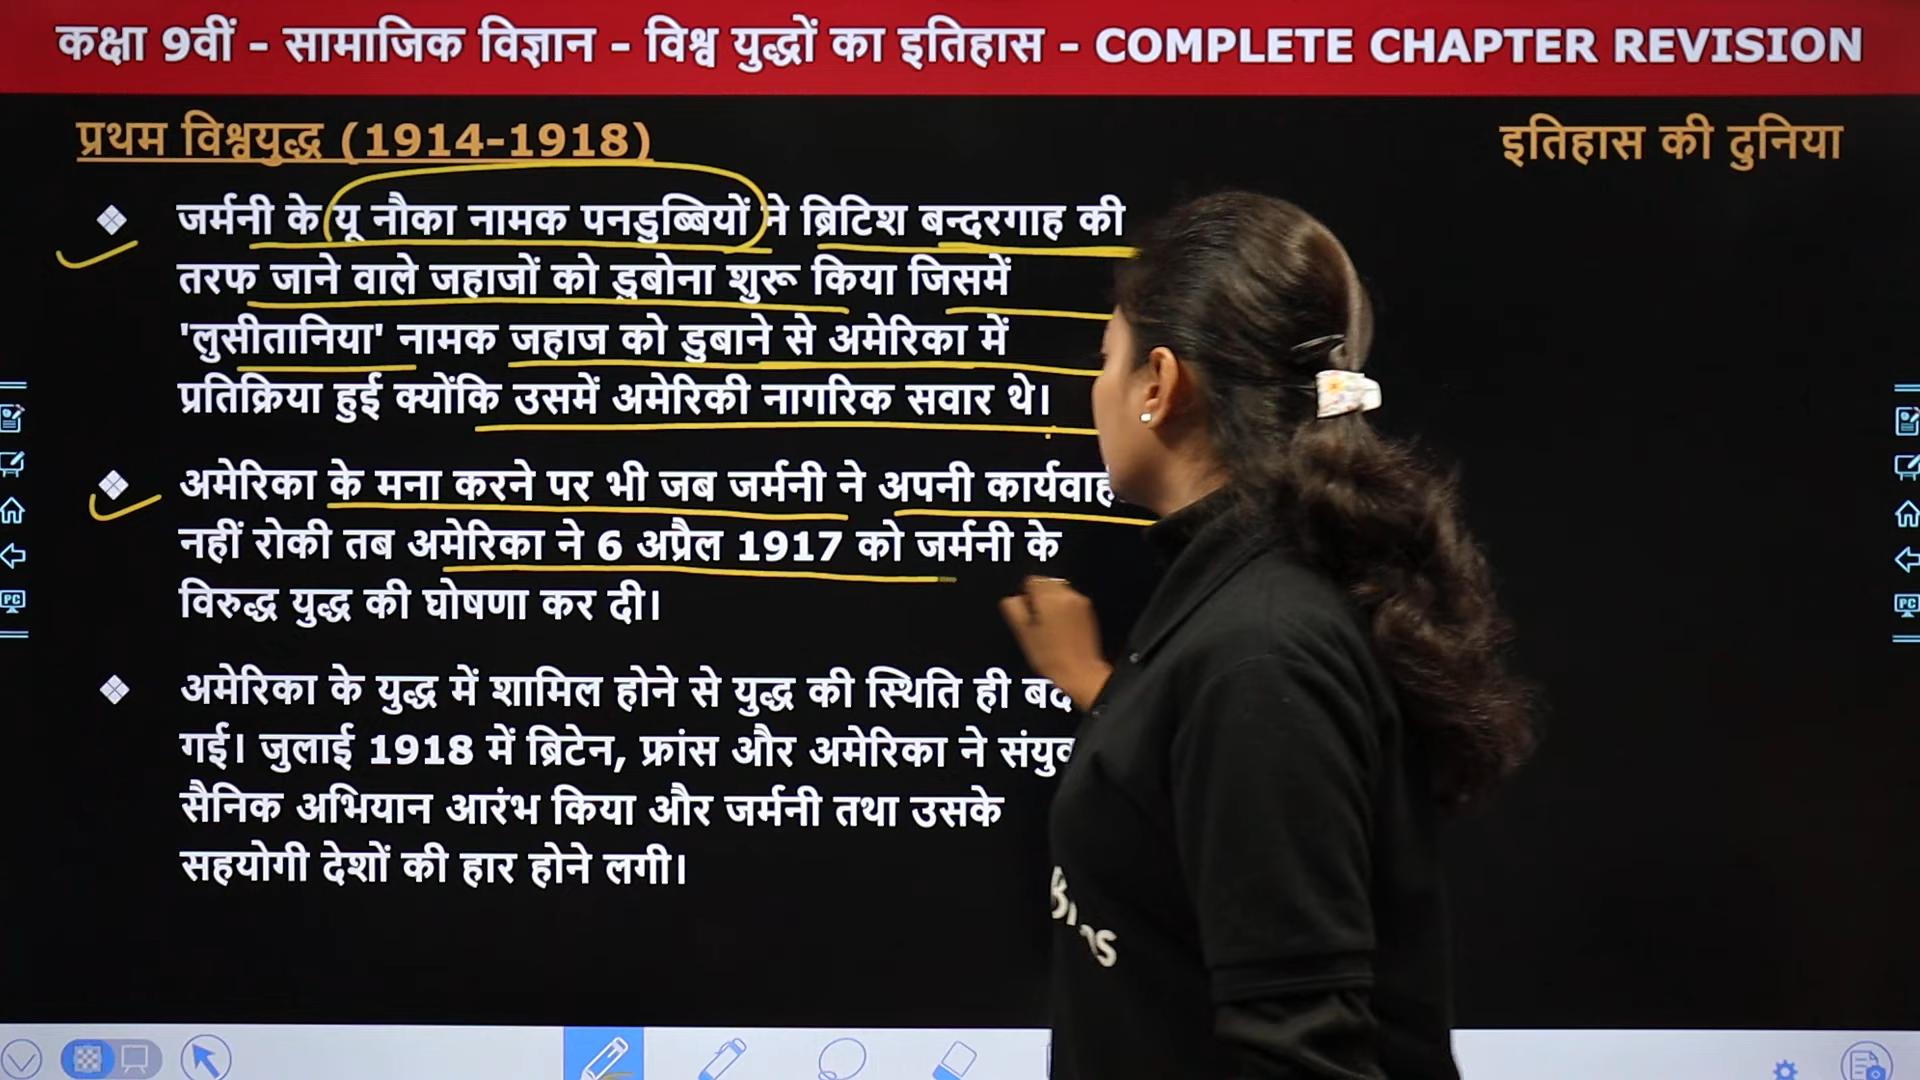 कक्षा 9वीं - सामाजिक विज्ञान - विश्व युद्धों का इतिहास - COMPLETE CHAPTER REVISION
प्रथम विश्वयुद्ध (1914-1918)
इतिहास की दुनिया
❖ जर्मनी के यू नौका नामक पनडुब्बियों ने ब्रिटिश बन्दरगाह की
तरफ जाने वाले जहाजों को डुबोना शुरू किया जिसमें
'लुसीतानिया' नामक जहाज को डुबाने से अमेरिका में
प्रतिक्रिया हुई क्योंकि उसमें अमेरिकी नागरिक सवार थे।
❖ अमेरिका के मना करने पर भी जब जर्मनी ने अपनी
नहीं रोकी तब अमेरिका ने 6 अप्रैल 1917 को जर्मनी के
विरुद्ध युद्ध की घोषणा कर दी।
❖ अमेरिका के युद्ध में शामिल होने से युद्ध की स्थिति ही
गई। जुलाई 1918 में ब्रिटेन, फ्रांस और अमेरिका ने
सैनिक अभियान आरंभ किया और जर्मनी तथा उसके
सहयोगी देशों की हार होने लगी।
PC
PC